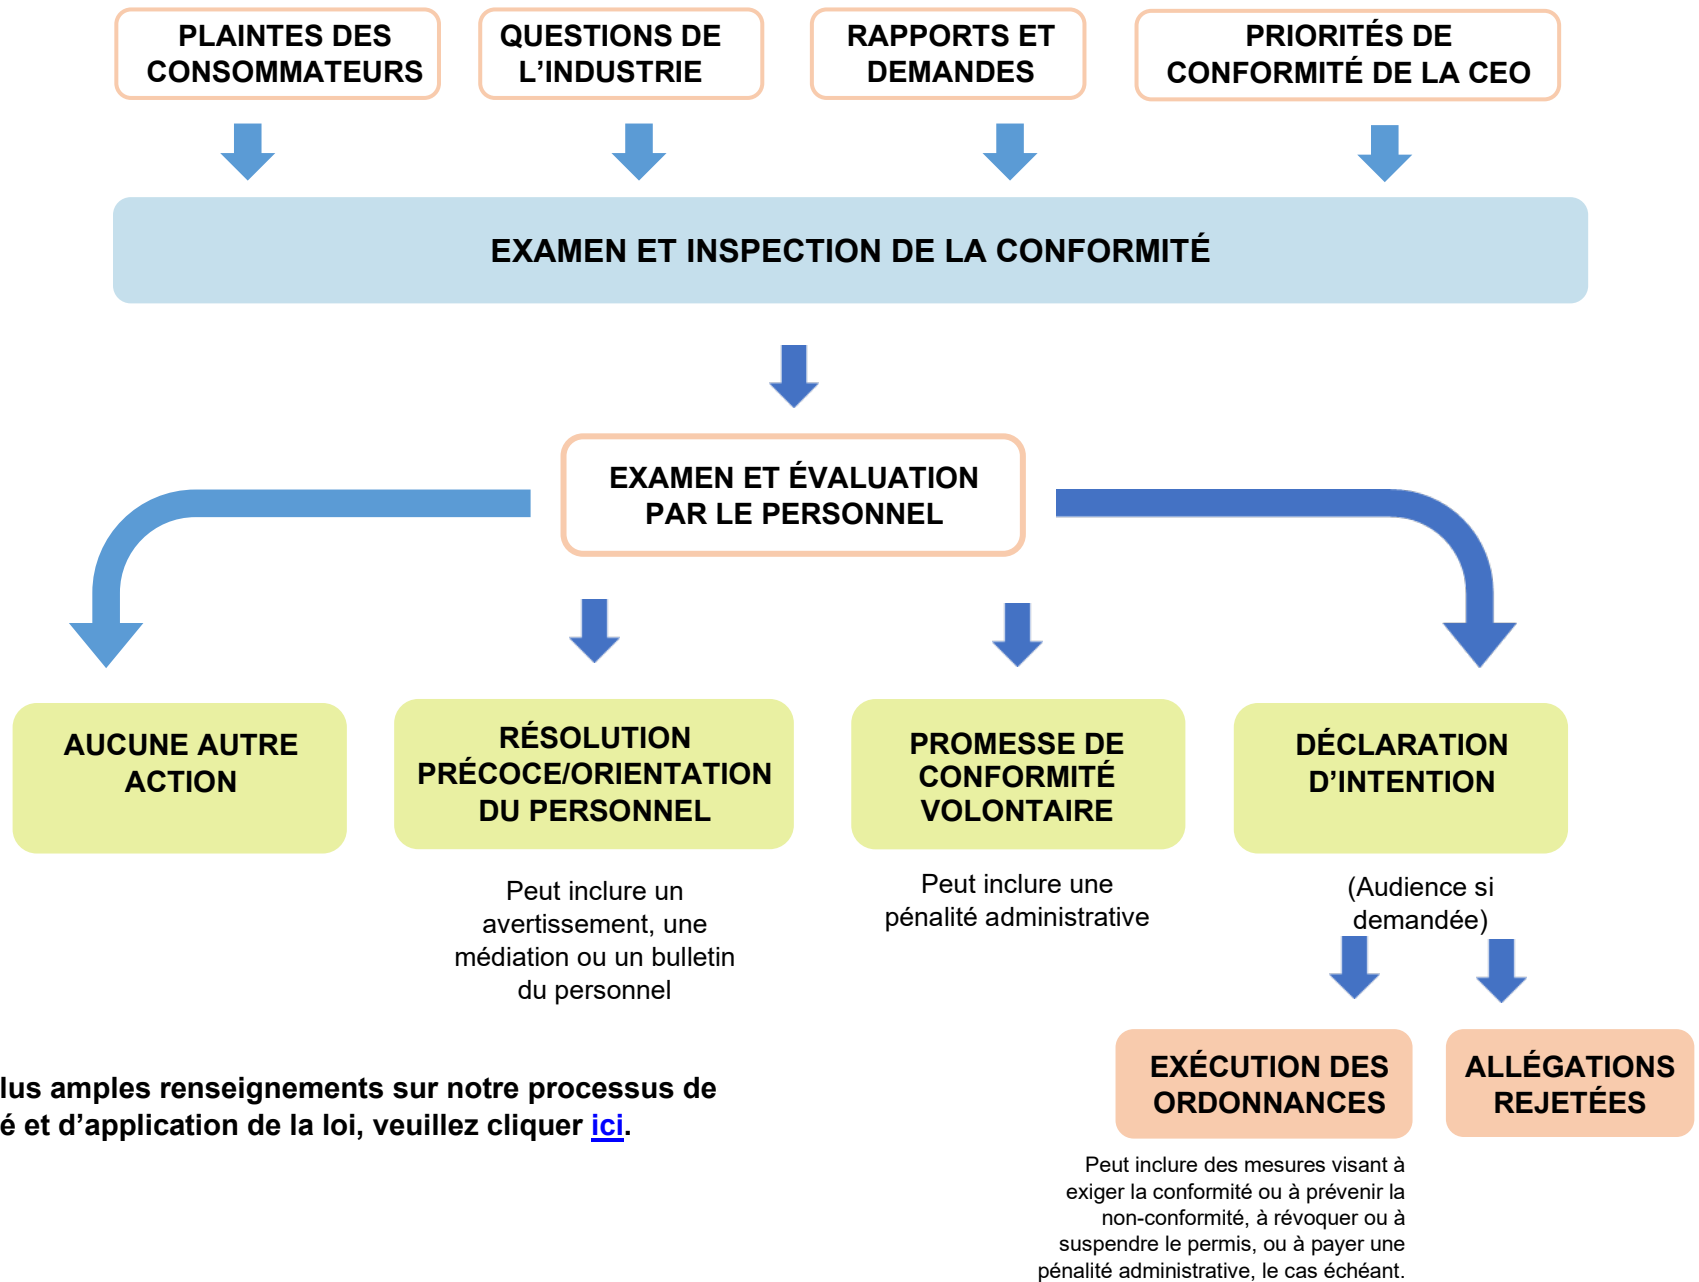 PLAINTES DES
CONSOMMATEURS
QUESTIONS DE
L’INDUSTRIE
RAPPORTS ET
DEMANDES
PRIORITÉS DE
CONFORMITÉ DE LA CEO
EXAMEN ET INSPECTION DE LA CONFORMITÉ
EXAMEN ET ÉVALUATION
PAR LE PERSONNEL
AUCUNE AUTRE
ACTION
RÉSOLUTION
PRÉCOCE/ORIENTATION
DU PERSONNEL
Peut inclure un
avertissement, une
médiation ou un bulletin
du personnel
PROMESSE DE
CONFORMITÉ
VOLONTAIRE
Peut inclure une
pénalité administrative
DÉCLARATION
D’INTENTION
(Audience si
demandée)
EXÉCUTION DES
ORDONNANCES
ALLÉGATIONS
REJETÉES
Peut inclure des mesures visant à
exiger la conformité ou à prévenir la
non-conformité, à révoquer ou à
suspendre le permis, ou à payer une
pénalité administrative, le cas échéant.
lus amples renseignements sur notre processus de
é et d’application de la loi, veuillez cliquer ici.